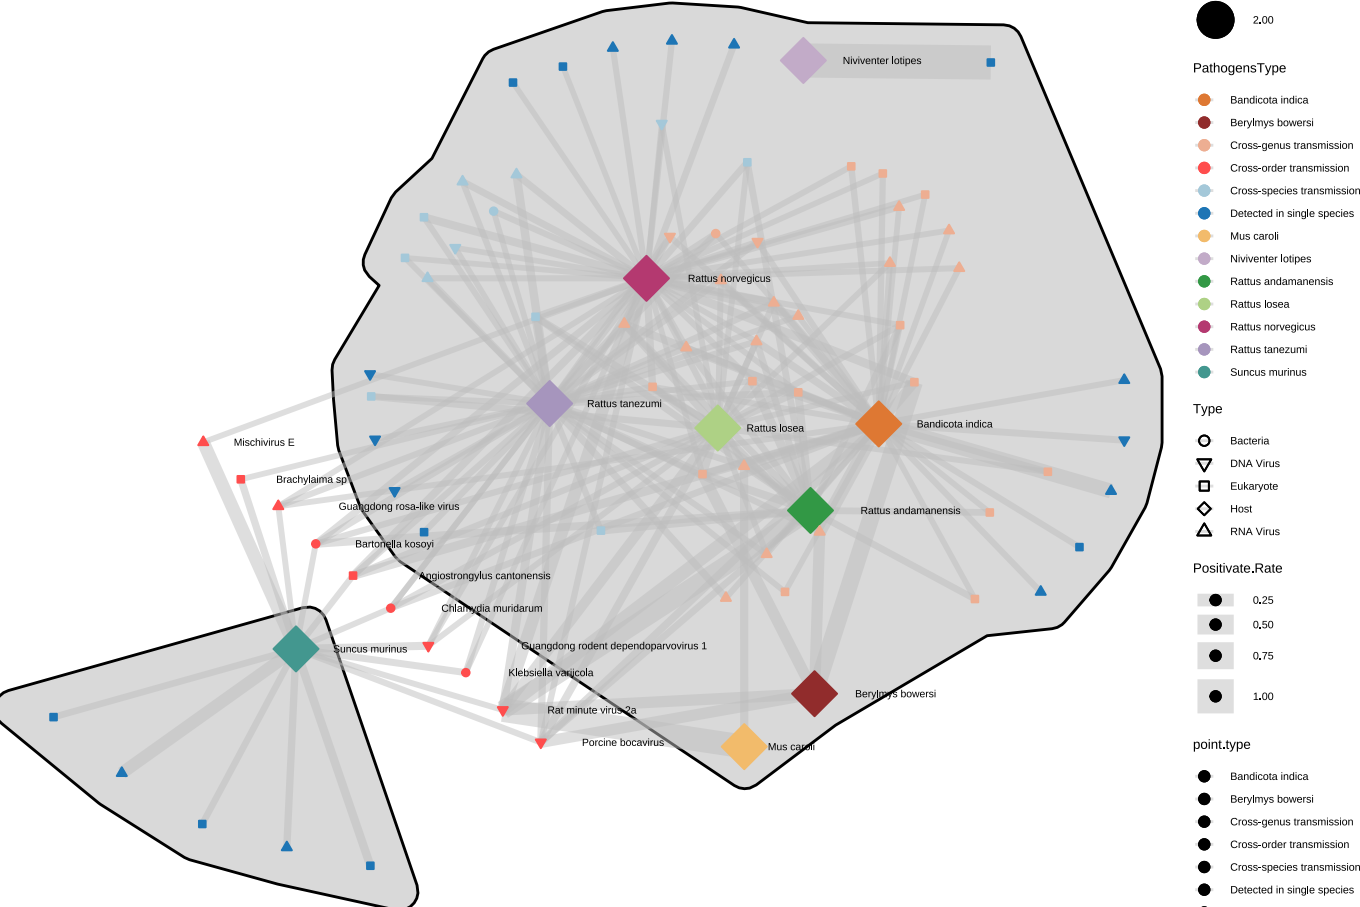 2.00
PathogensType
Bandicota indica
Berylmys bowersi
Cross-genus transmission
Cross-order transmission
Cross-species transmission
Detected in single species
Mus caroli
Niviventer lotipes
Rattus andamanensis
Rattus losea
Rattus norvegicus
Rattus tanezumi
Suncus murinus
Type
Bacteria
DNA Virus
Eukaryote
Host
RNA Virus
Positivate.Rate
0.25
0.50
0.75
1.00
point.type
Bandicota indica
Berylmys bowersi
Cross-genus transmission
Cross-order transmission
Cross-species transmission
Detected in single species
Niviventer lotipes
Rattus norvegicus
Rattus tanezumi
Rattus losea
Bandicota indica
Mischivirus E
Brachylaima sp
Guangdong rosa-like virus
Rattus andamanensis
Bartonella kosoyi
Angiostrongylus cantonensis
Chlamydia muridarum
Suncus murinus
Guangdong rodent dependoparvovirus 1
Klebsiella variicola
Berylmys bowersi
Rat minute virus 2a
Porcine bocavirus
Mus caroli